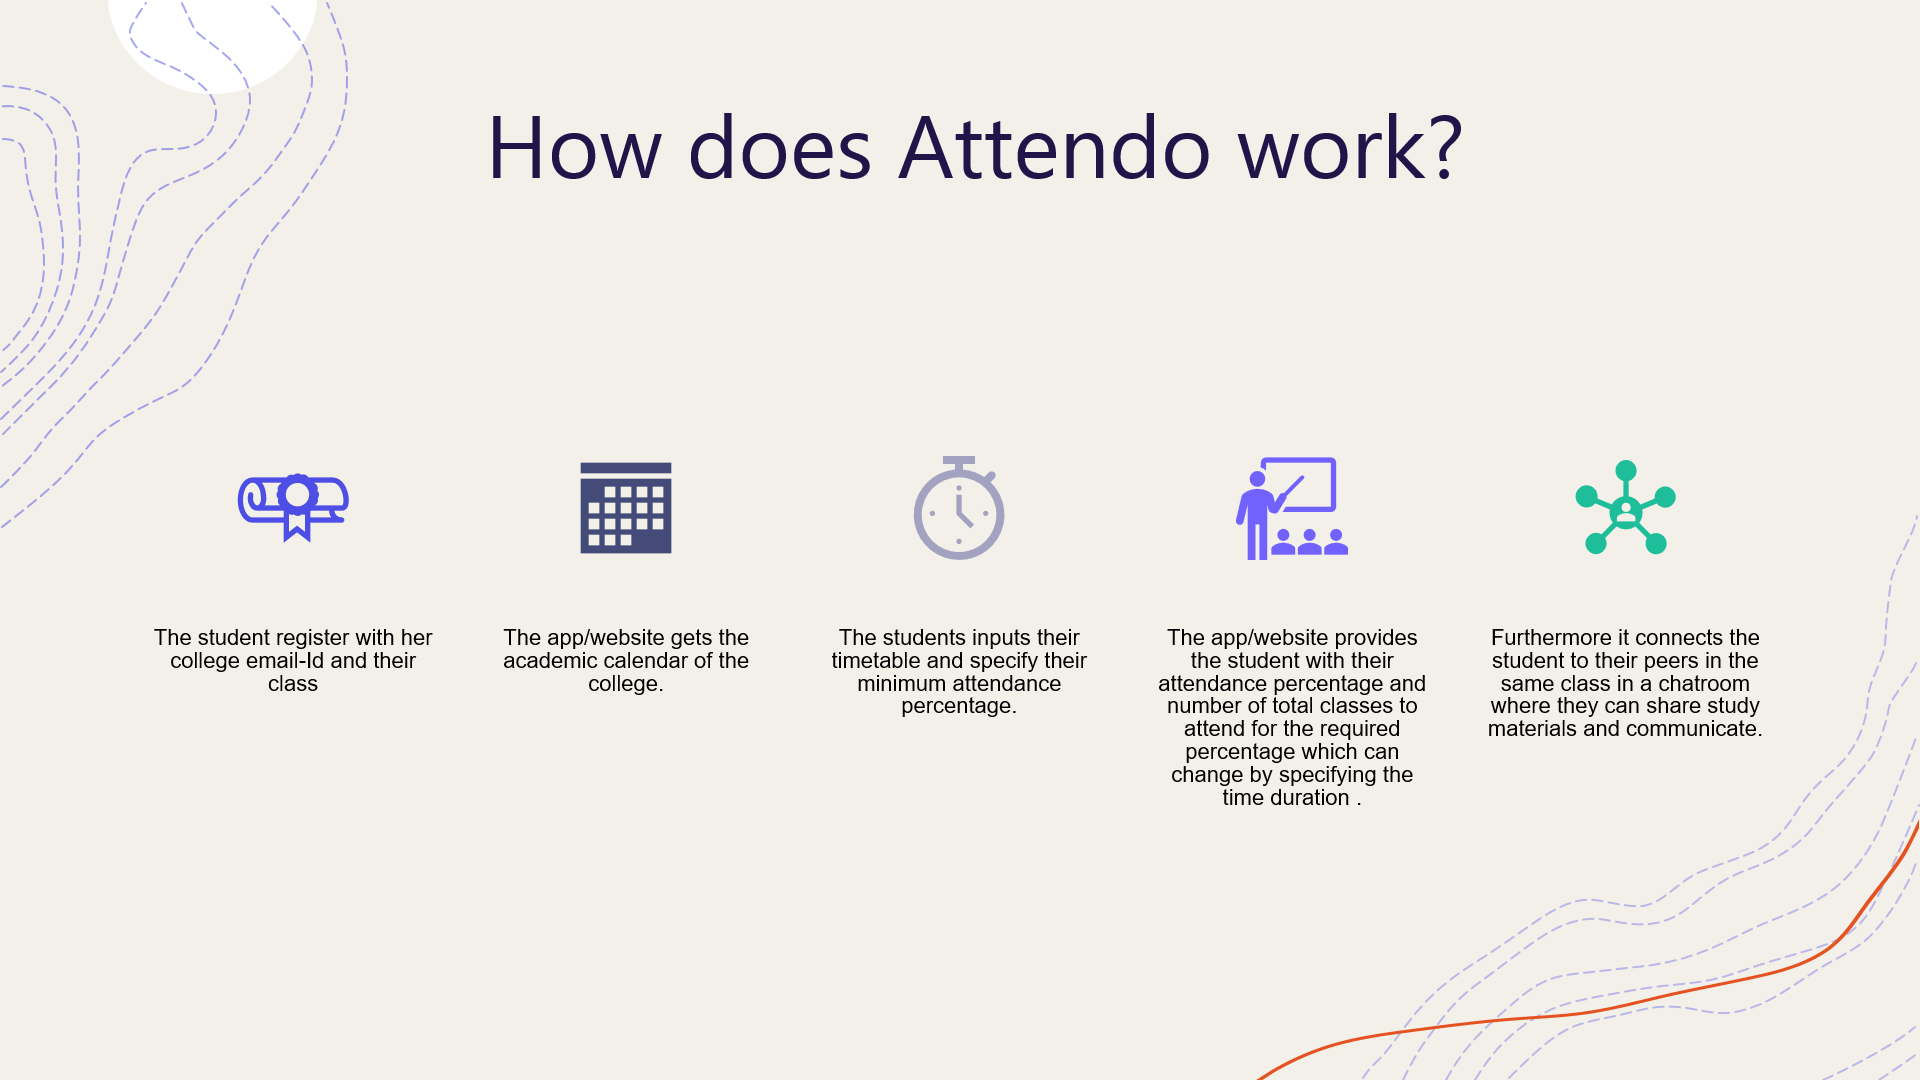 How does Attendo work?
The student register with her
college email-Id and their
class
The app/website gets the
academic calendar of the
college.
The students inputs their
timetable and specify their
minimum attendance
percentage.
The app/website provides
the student with their
attendance percentage and
number of total classes to
attend for the required
percentage which can
change by specifying the
time duration .
Furthermore it connects the
student to their peers in the
same class in a chatroom
where they can share study
materials and communicate.